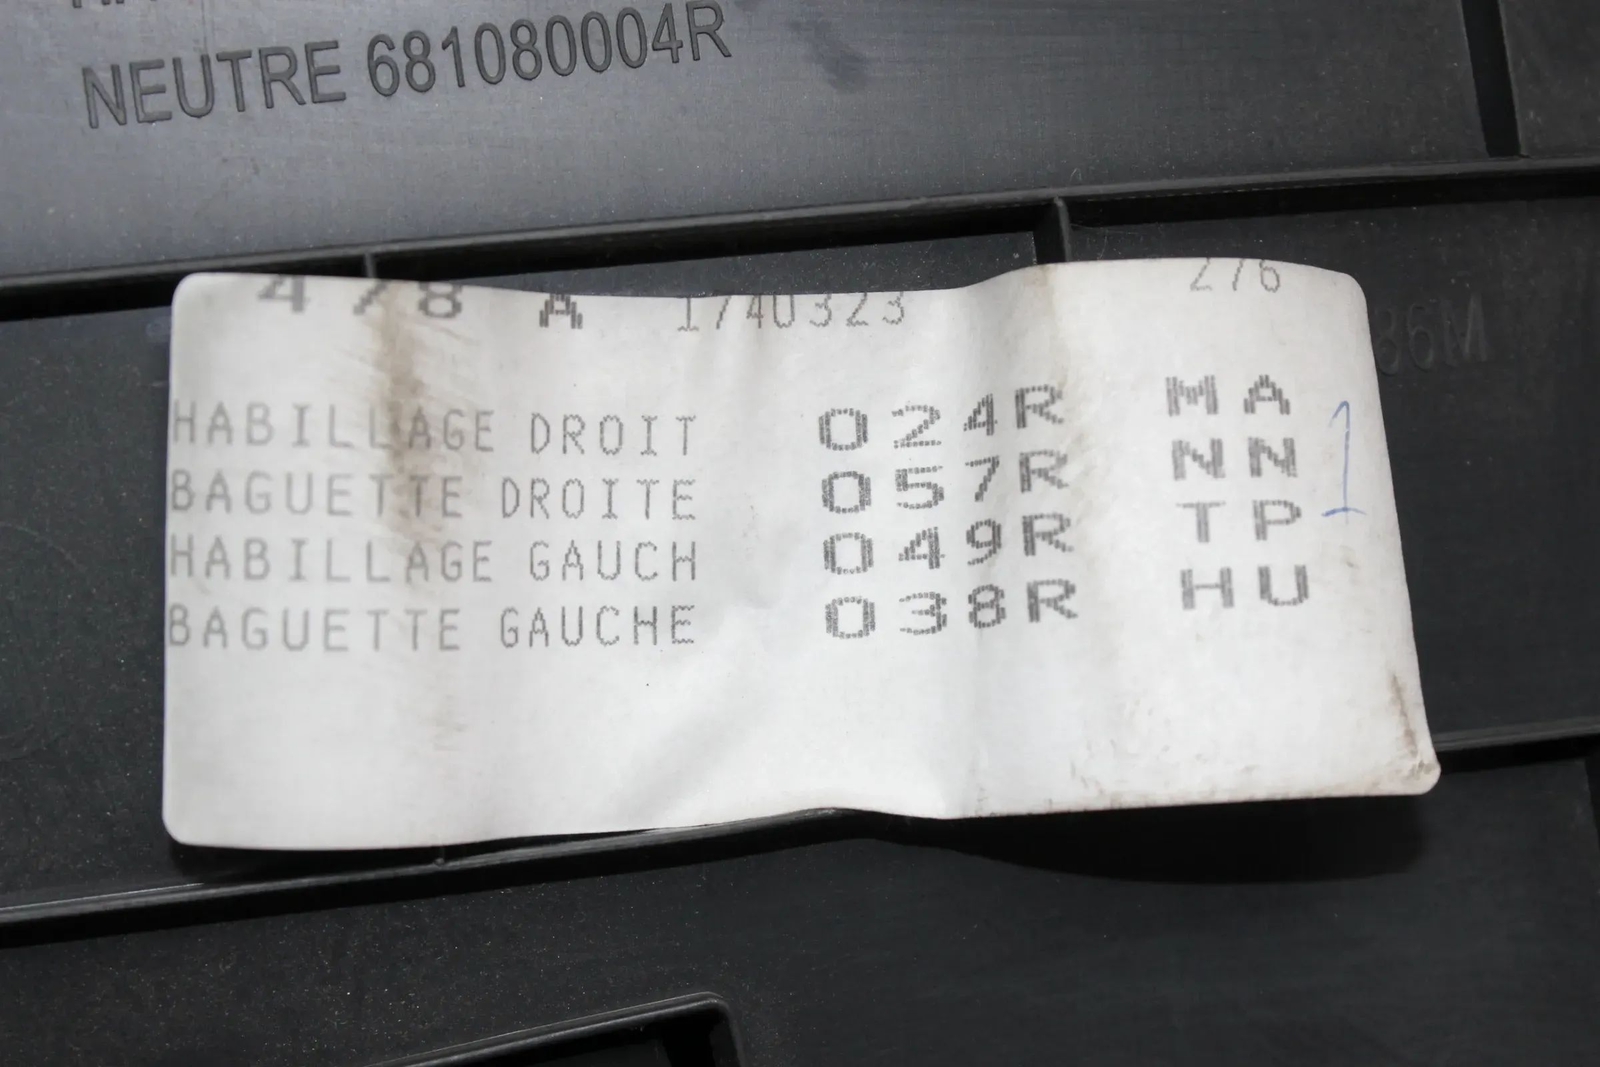 NEUTRE 681080004R
478 A 1740323 276
86M
HABILLAGE DROIT 024R MA
BAGUETTE DROITE 057R NN
HABILLAGE GAUCH 049R TP
BAGUETTE GAUCHE 038R HU
1